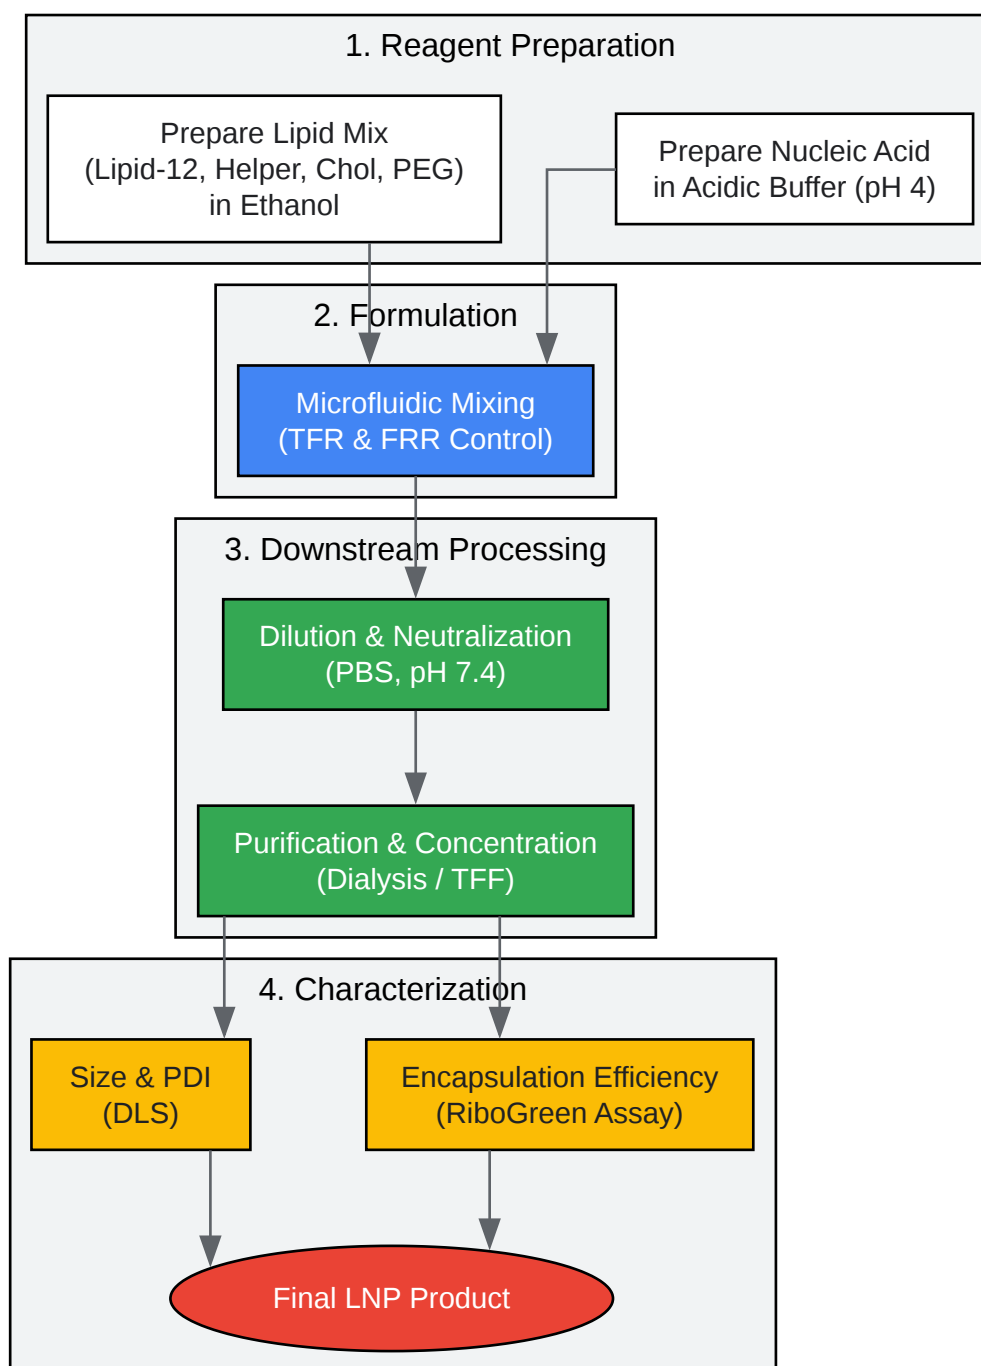 1. Reagent Preparation
Prepare Lipid Mix
(Lipid-12, Helper, Chol, PEG)
in Ethanol
Prepare Nucleic Acid
in Acidic Buffer (pH 4)
2. Formulation
Microfluidic Mixing
(TFR & FRR Control)
3. Downstream Processing
Dilution & Neutralization
(PBS, pH 7.4)
Purification & Concentration
(Dialysis / TFF)
4. Characterization
Size & PDI
(DLS)
Encapsulation Efficiency
(RiboGreen Assay)
Final LNP Product